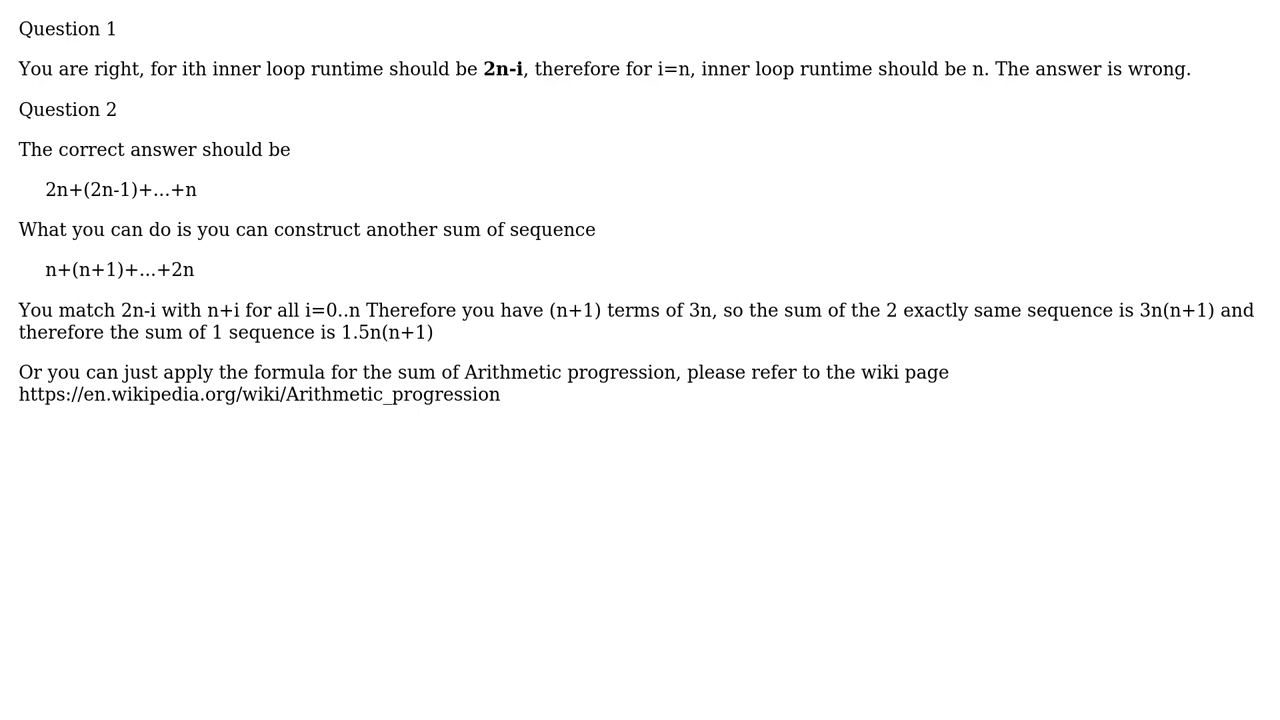 Question 1
You are right, for ith inner loop runtime should be 2n-i, therefore for i=n, inner loop runtime should be n. The answer is wrong.
Question 2
The correct answer should be
2n+(2n-1)+...+n
What you can do is you can construct another sum of sequence
n+(n+1)+...+2n
You match 2n-i with n+i for all i=0..n Therefore you have (n+1) terms of 3n, so the sum of the 2 exactly same sequence is 3n(n+1) and
therefore the sum of 1 sequence is 1.5n(n+1)
Or you can just apply the formula for the sum of Arithmetic progression, please refer to the wiki page
https://en.wikipedia.org/wiki/Arithmetic_progression